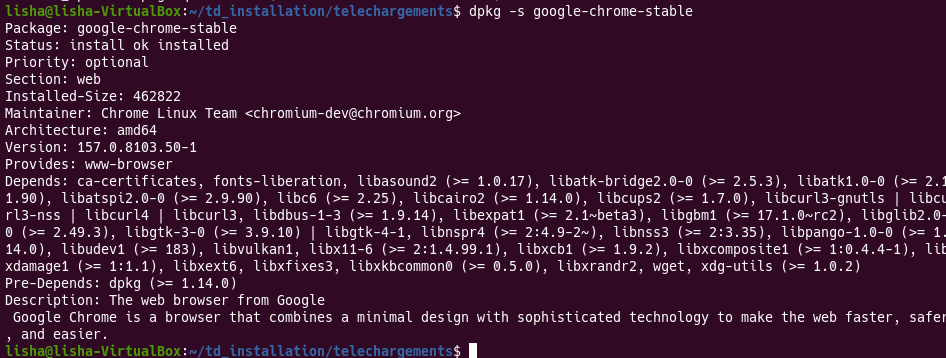 lisha@lisha-VirtualBox:~/td_installation/telechargements$ dpkg -s google-chrome-stable
Package: google-chrome-stable
Status: install ok installed
Priority: optional
Section: web
Installed-Size: 462822
Maintainer: Chrome Linux Team <chromium-dev@chromium.org>
Architecture: amd64
Version: 157.0.8103.50-1
Provides: www-browser
Depends: ca-certificates, fonts-liberation, libasound2 (>= 1.0.17), libatk-bridge2.0-0 (>= 2.5.3), libatk1.0-0 (>= 2.1
1.90), libatspi2.0-0 (>= 2.9.90), libc6 (>= 2.25), libcairo2 (>= 1.14.0), libcups2 (>= 1.7.0), libcurl3-gnutls | libcu
rl3-nss | libcurl4 | libcurl3, libdbus-1-3 (>= 1.9.14), libexpat1 (>= 2.1~beta3), libgbm1 (>= 17.1.0~rc2), libglib2.0-
0 (>= 2.49.3), libgtk-3-0 (>= 3.9.10) | libgtk-4-1, libnspr4 (>= 2:4.9-2~), libnss3 (>= 2:3.35), libpango-1.0-0 (>= 1.
14.0), libudev1 (>= 183), libvulkan1, libx11-6 (>= 2:1.4.99.1), libxcb1 (>= 1.9.2), libxcomposite1 (>= 1:0.4.4-1), lib
xdamage1 (>= 1:1.1), libxext6, libxfixes3, libxkbcommon0 (>= 0.5.0), libxrandr2, wget, xdg-utils (>= 1.0.2)
Pre-Depends: dpkg (>= 1.14.0)
Description: The web browser from Google
 Google Chrome is a browser that combines a minimal design with sophisticated technology to make the web faster, safer
, and easier.
lisha@lisha-VirtualBox:~/td_installation/telechargements$